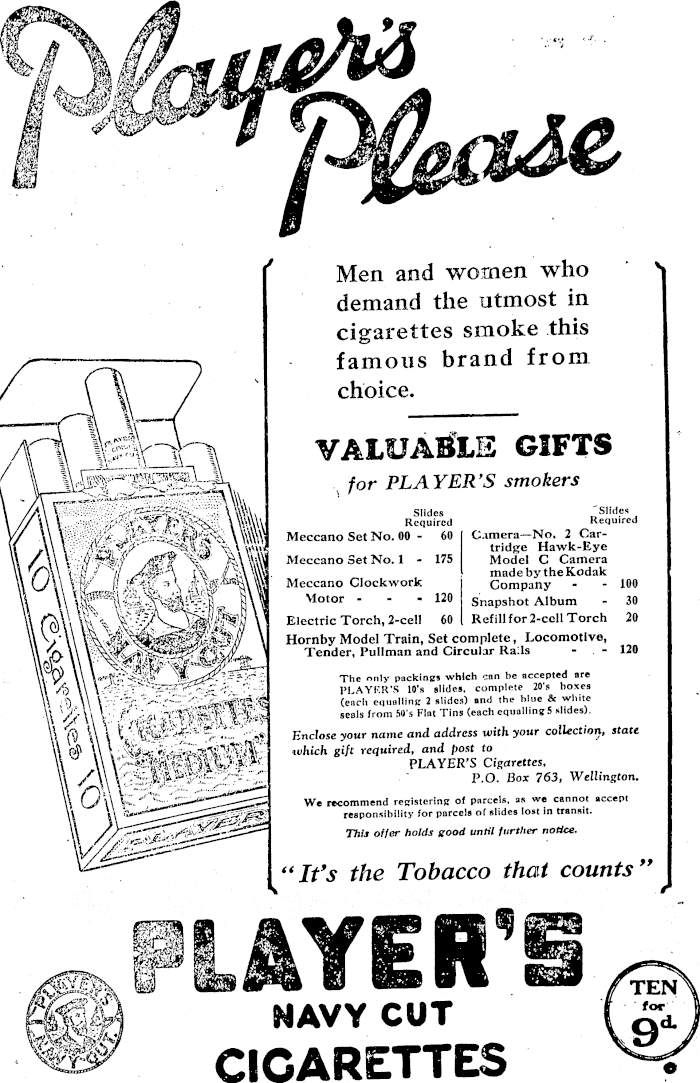 Player's
Please
Men and women who
demand the utmost in
cigarettes smoke this
famous brand from
choice.
VALUABLE GIFTS
for PLAYER'S smokers
Slides
Required
Meccano Set No. 00 - 60
Meccano Set No. 1 - 175
Meccano Clockwork
Motor - - - 120
Electric Torch, 2-cell 60
Slides
Required
Camera—No. 2 Car-
tridge Hawk-Eye
Model C Camera
made by the Kodak
Company - - 100
Snapshot Album - 30
Refill for 2-cell Torch 20
Hornby Model Train, Set complete, Locomotive,
Tender, Pullman and Circular Rails - - 120
The only packings which can be accepted are
PLAYER'S 10's slides, complete 20's boxes
(each equalling 2 slides) and the blue & white
seals from 50's Flat Tins (each equalling 5 slides).
Enclose your name and address with your collection, state
which gift required, and post to
PLAYER'S Cigarettes,
P.O. Box 763, Wellington.
We recommend registering of parcels, as we cannot accept
responsibility for parcels of slides lost in transit.
This offer holds good until further notice.
"It's the Tobacco that counts"
PLAYER'S
NAVY CUT
CIGARETTES
"MEDIUM"
10 Cigarettes 10
PLAYER
PLAYER'S
NAVY CUT
CIGARETTES
PLAYER'S
NAVY CUT.
TEN
for
9d.